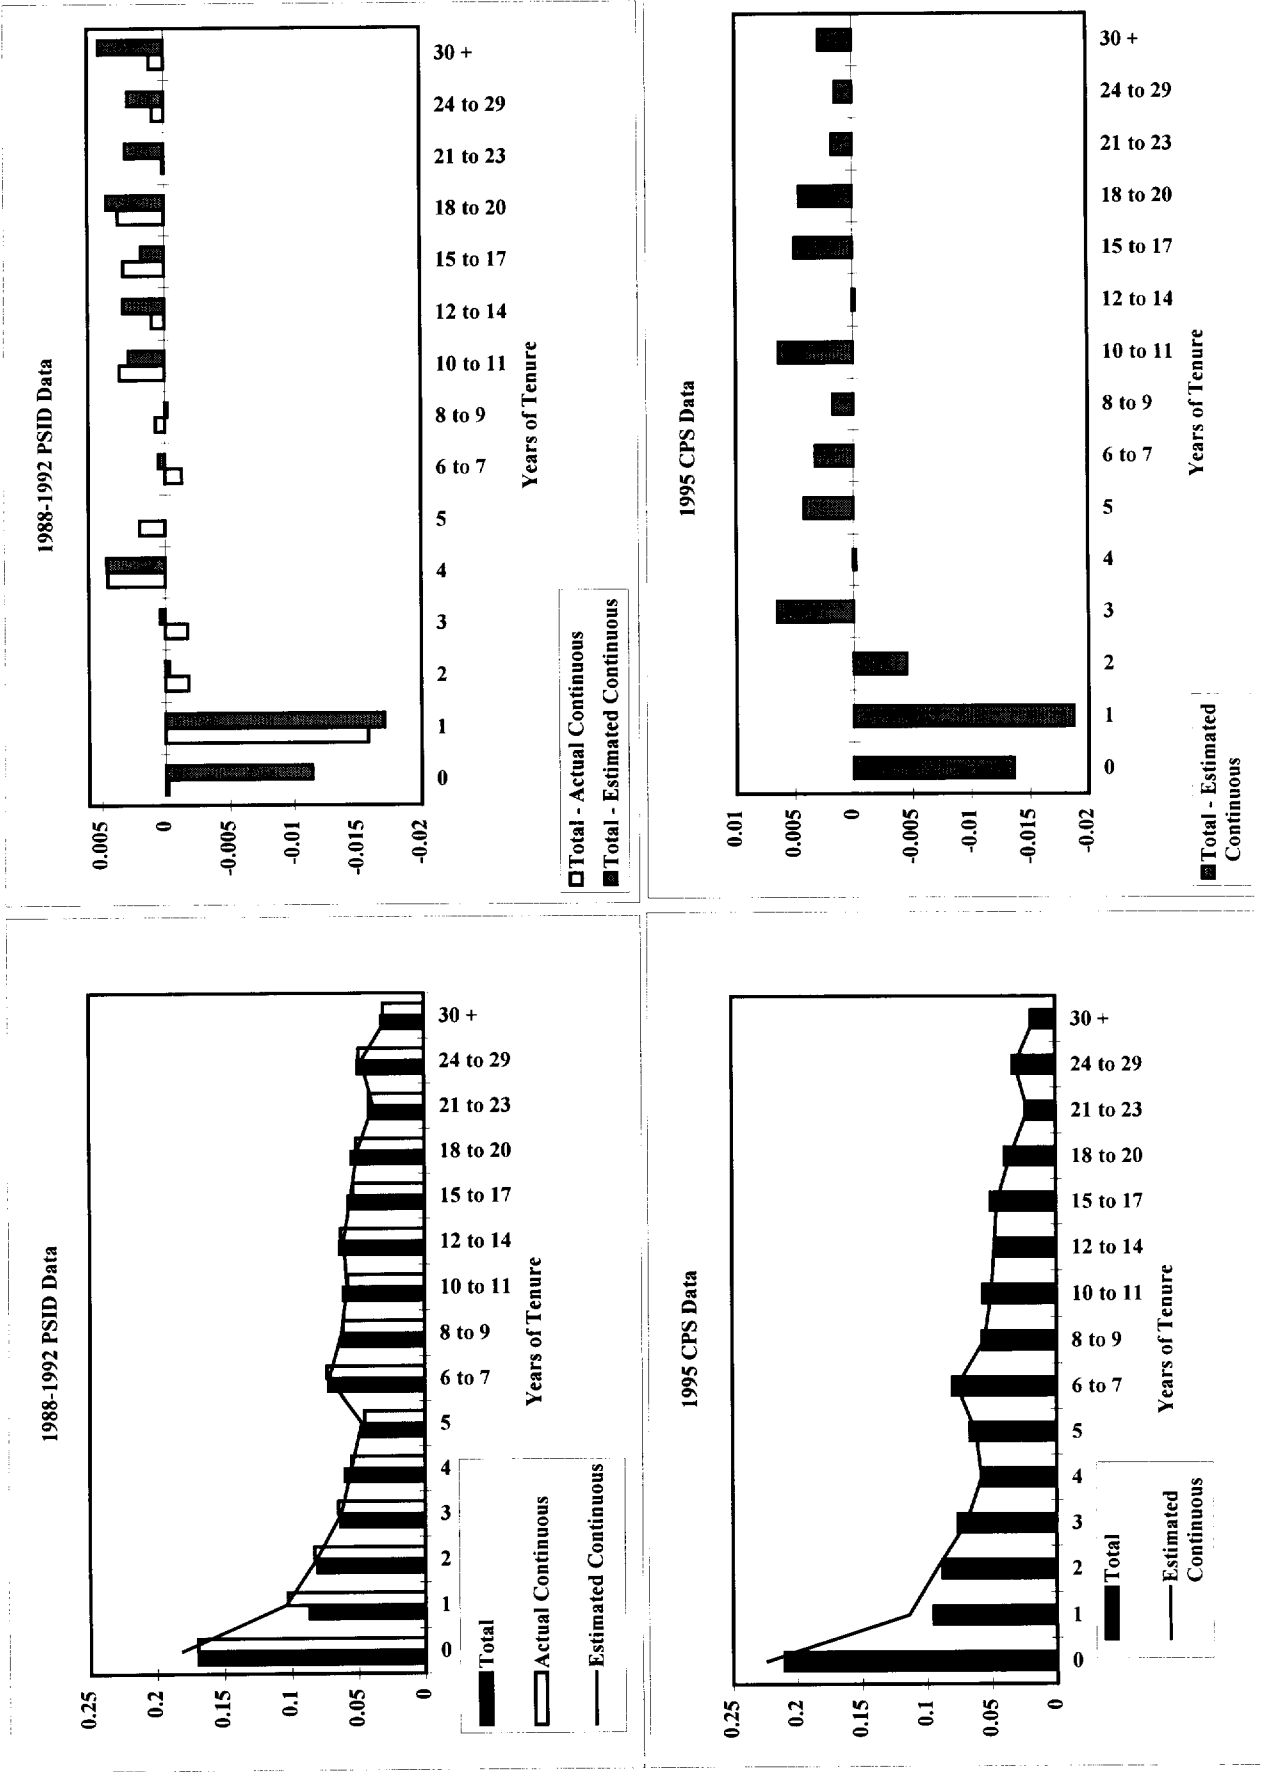 1988-1992 PSID Data
0.25
0.2
0.15
0.1
0.05
0
0 1 2 3 4 5 6 to 7 8 to 9 10 to 11 12 to 14 15 to 17 18 to 20 21 to 23 24 to 29 30 +
Years of Tenure
Total
Actual Continuous
Estimated Continuous
1988-1992 PSID Data
0.005
0
-0.005
-0.01
-0.015
-0.02
0 1 2 3 4 5 6 to 7 8 to 9 10 to 11 12 to 14 15 to 17 18 to 20 21 to 23 24 to 29 30 +
Years of Tenure
Total - Actual Continuous
Total - Estimated Continuous
1995 CPS Data
0.25
0.2
0.15
0.1
0.05
0
0 1 2 3 4 5 6 to 7 8 to 9 10 to 11 12 to 14 15 to 17 18 to 20 21 to 23 24 to 29 30 +
Years of Tenure
Total
Estimated
Continuous
1995 CPS Data
0.01
0.005
0
-0.005
-0.01
-0.015
-0.02
0 1 2 3 4 5 6 to 7 8 to 9 10 to 11 12 to 14 15 to 17 18 to 20 21 to 23 24 to 29 30 +
Years of Tenure
Total - Estimated
Continuous